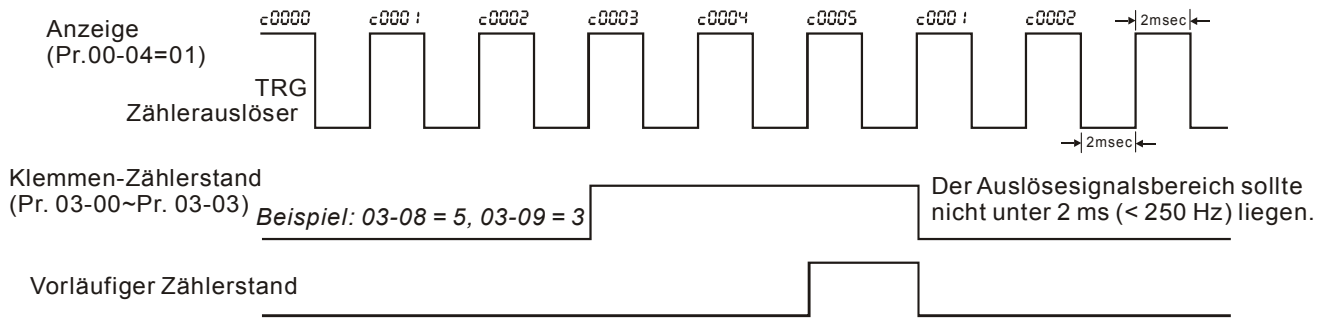 c0000 c0001 c0002 c0003 c0004 c0005 c0001 c0002 2msec
Anzeige
(Pr.00-04=01)
TRG
Zählerauslöser
2msec
Klemmen-Zählerstand
(Pr. 03-00~Pr. 03-03)
Beispiel: 03-08 = 5, 03-09 = 3
Der Auslösesignalsbereich sollte
nicht unter 2 ms (< 250 Hz) liegen.
Vorläufiger Zählerstand